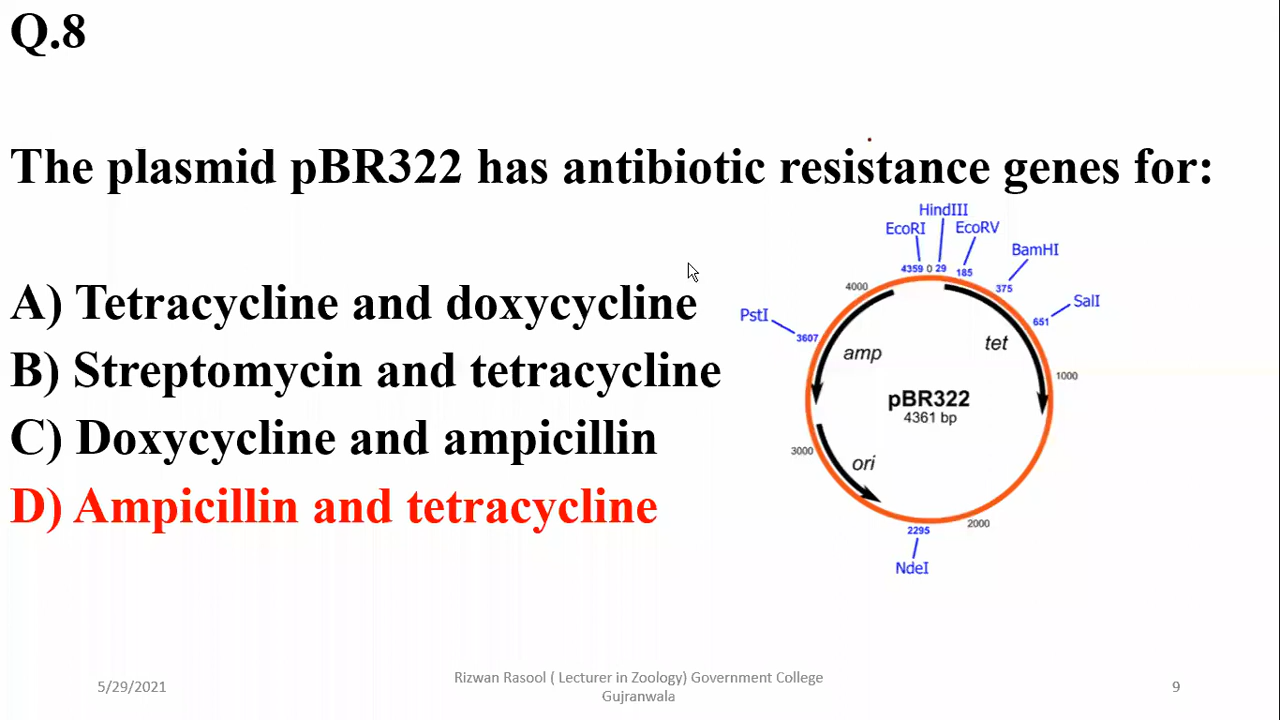 Q.8
The plasmid pBR322 has antibiotic resistance genes for:
A) Tetracycline and doxycycline
B) Streptomycin and tetracycline
C) Doxycycline and ampicillin
D) Ampicillin and tetracycline
HindIII
EcoRI
EcoRV
BamHI
SalI
PstI
4359
0
29
185
375
651
4000
3607
amp
tet
1000
pBR322
4361 bp
3000
ori
2000
2295
NdeI
5/29/2021
Rizwan Rasool ( Lecturer in Zoology) Government College
Gujranwala
9